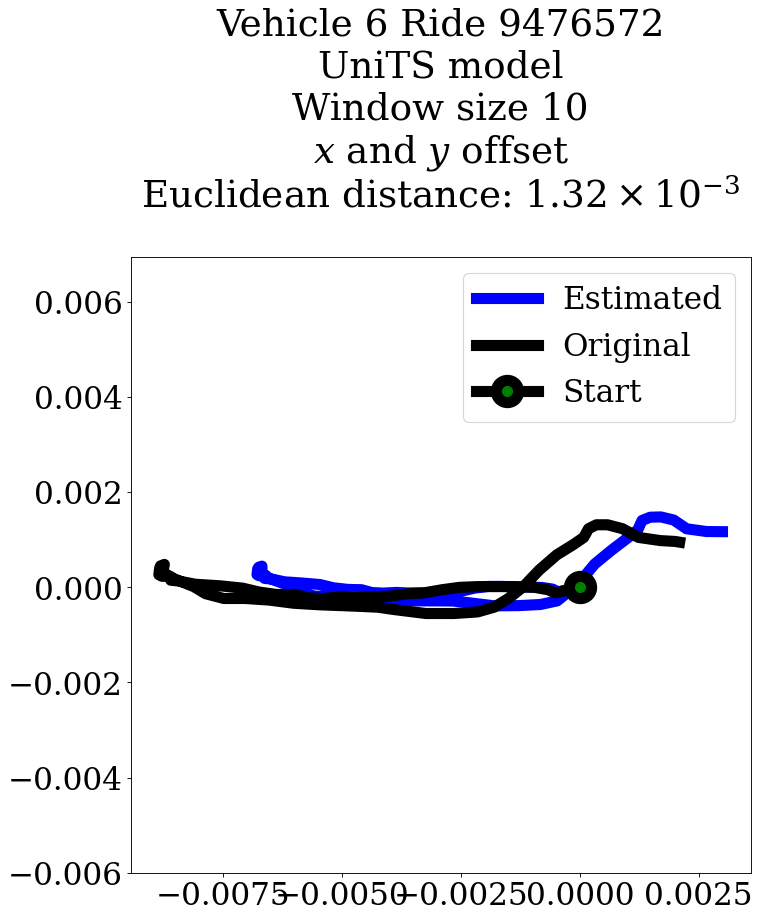 Vehicle 6 Ride 9476572
UniTS model
Window size 10
x and y offset
Euclidean distance: 1.32 × 10⁻³
Estimated
Original
Start
0.006
0.004
0.002
0.000
−0.002
−0.004
−0.006
−0.0075 −0.0050 −0.0025 0.0000 0.0025